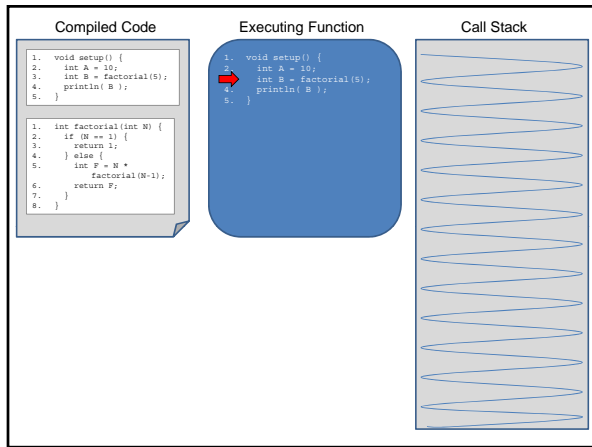 Compiled Code
1. void setup() {
2. int A = 10;
3. int B = factorial(5);
4. println( B );
5. }
1. int factorial(int N) {
2. if (N == 1) {
3. return 1;
4. } else {
5. int F = N *
factorial(N-1);
6. return F;
7. }
8. }
Executing Function
1. void setup() {
2. int A = 10;
3. int B = factorial(5);
4. println( B );
5. }
Call Stack